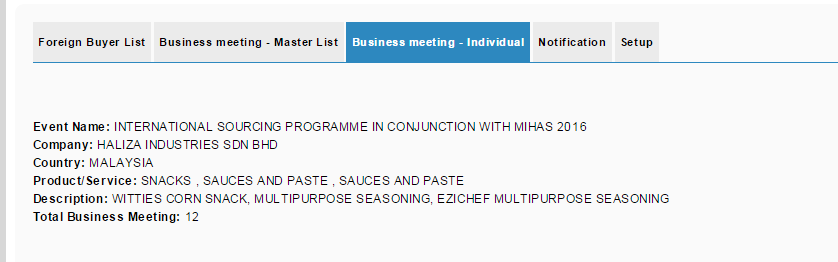 Foreign Buyer List Business meeting - Master List Business meeting - Individual Notification Setup
Event Name: INTERNATIONAL SOURCING PROGRAMME IN CONJUNCTION WITH MIHAS 2016
Company: HALIZA INDUSTRIES SDN BHD
Country: MALAYSIA
Product/Service: SNACKS , SAUCES AND PASTE , SAUCES AND PASTE
Description: WITTIES CORN SNACK, MULTIPURPOSE SEASONING, EZICHEF MULTIPURPOSE SEASONING
Total Business Meeting: 12